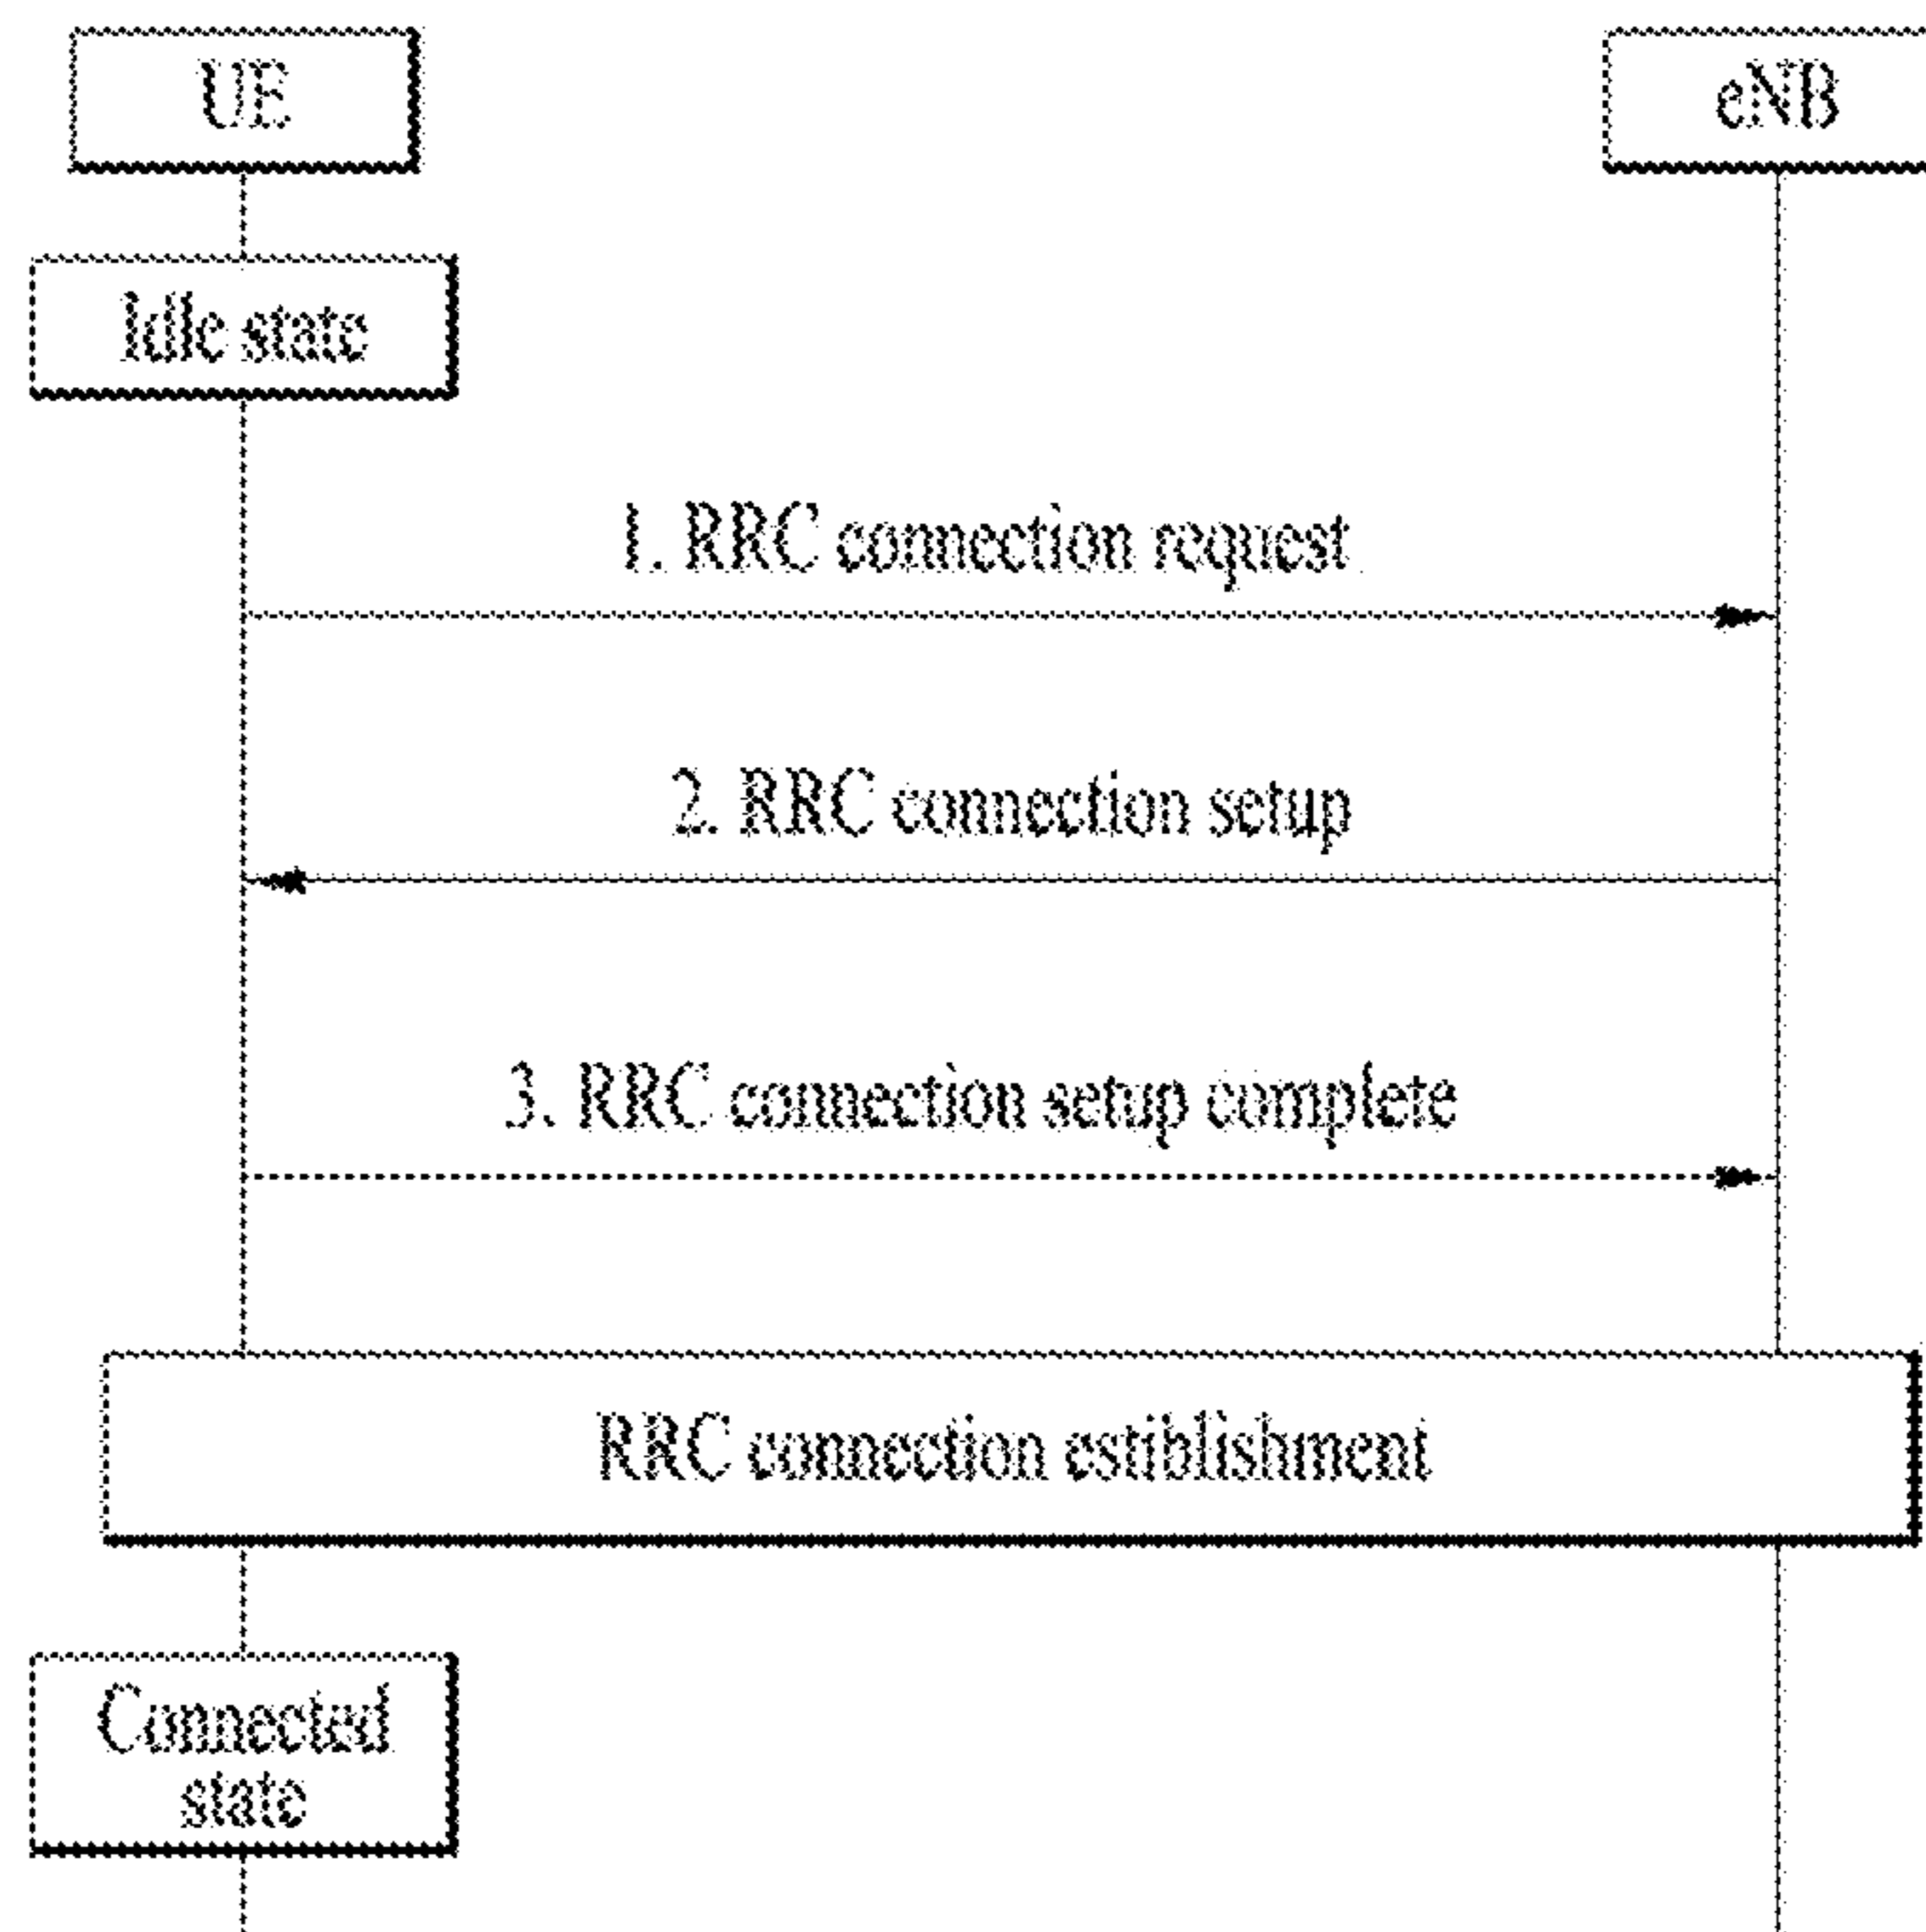 UE
eNB
Idle state
1. RRC connection request
2. RRC connection setup
3. RRC connection setup complete
RRC connection estiblishment
Connected
state